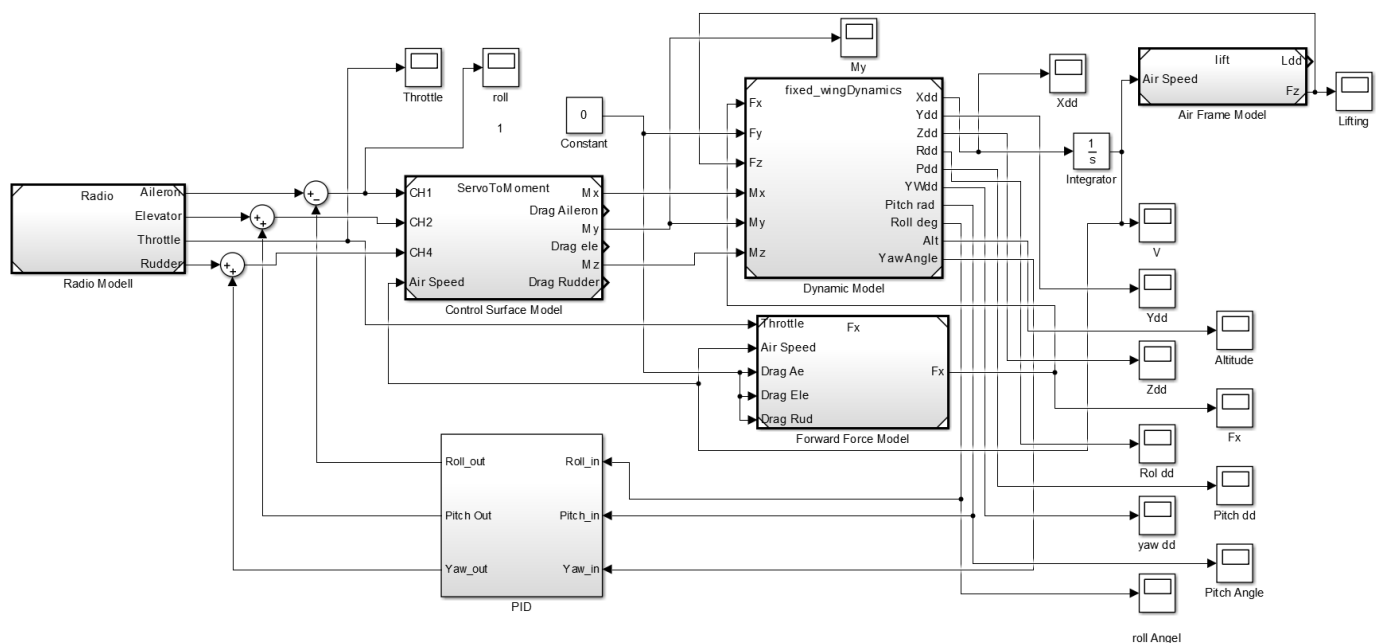 Throttle
roll
1
0
Constant
My
Xdd
lift
Air Speed
Ldd
Fz
Air Frame Model
Lifting
fixed_wingDynamics
Fx
Fy
Fz
Mx
My
Mz
Xdd
Ydd
Zdd
Rdd
Pdd
YWdd
Pitch rad
Roll deg
Alt
YawAngle
Dynamic Model
1
s
Integrator
Radio
Aileron
Elevator
Throttle
Rudder
Radio Modell
+
−
+
+
+
+
ServoToMoment
CH1
CH2
CH4
Air Speed
Mx
Drag Aileron
My
Drag ele
Mz
Drag Rudder
Control Surface Model
Fx
Throttle
Air Speed
Drag Ae
Drag Ele
Drag Rud
Fx
Forward Force Model
V
Ydd
Altitude
Zdd
Fx
Rol dd
Pitch dd
yaw dd
Pitch Angle
roll Angel
Roll_out
Pitch Out
Yaw_out
Roll_in
Pitch_in
Yaw_in
PID